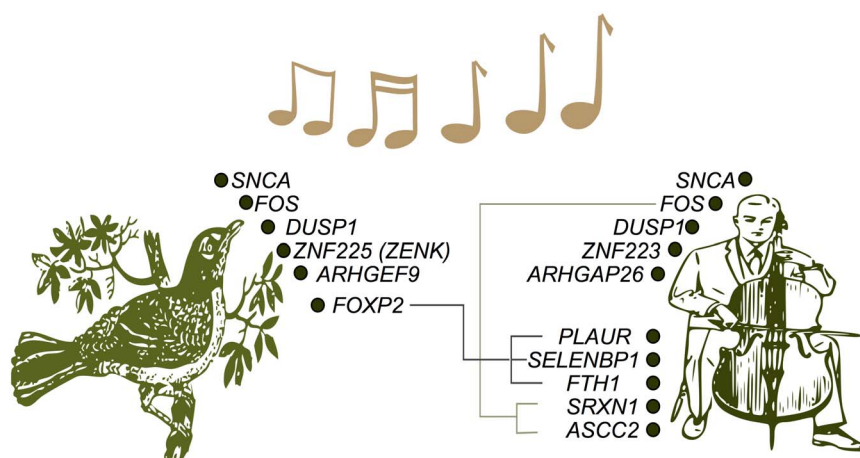 SNCA
FOS
DUSP1
ZNF225 (ZENK)
ARHGEF9
FOXP2
SNCA
FOS
DUSP1
ZNF223
ARHGAP26
PLAUR
SELENBP1
FTH1
SRXN1
ASCC2